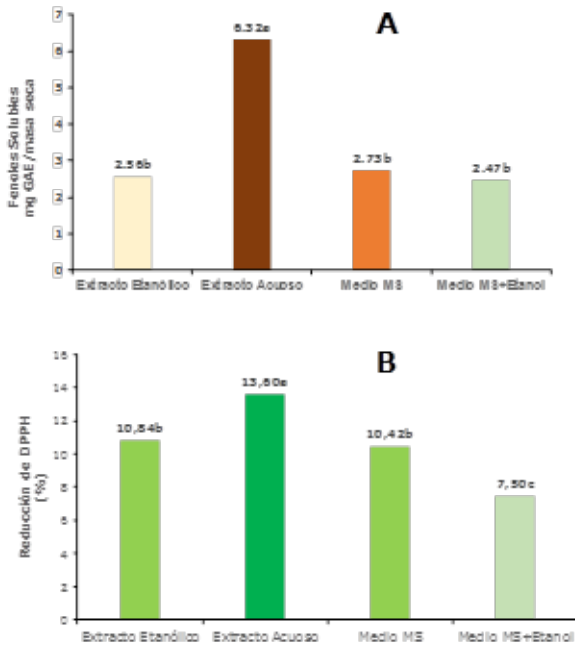 A
Fenoles Solubles
mg GAE/masa seca
7
6
5
4
3
2
1
0
2.56b
6.32a
2.73b
2.47b
Extracto Etanólico
Extracto Acuoso
Medio MS
Medio MS+Etanol
B
Reducción de DPPH
(%)
16
14
12
10
8
6
4
2
0
10,84b
13,60a
10,42b
7,50c
Extracto Etanólico
Extracto Acuoso
Medio MS
Medio MS+Etanol